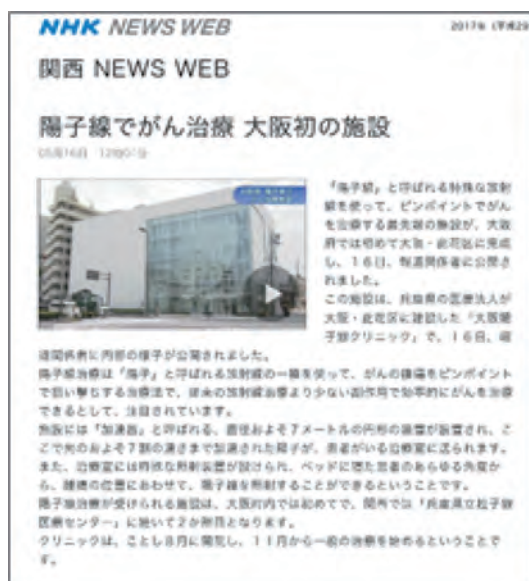 NHK NEWS WEB
2017年 (平成29
関西 NEWS WEB
陽子線でがん治療 大阪初の施設
05月16日 12時07分
「陽子線」と呼ばれる特殊な放射
線を使って、ピンポイントでがん
を治療する最先端の施設が、大阪
府では初めて大阪・此花区に完成
し、16日、報道関係者に公開さ
れました。
この施設は、兵庫県の医療法人が
大阪・此花区に建設した「大阪陽
子線クリニック」で、16日、報
道関係者に内部の様子が公開されました。
陽子線治療は「陽子」と呼ばれる放射線の一種を使って、がんの腫瘍をピンポイント
で狙い撃ちする治療法で、従来の放射線治療より少ない副作用で効率的にがんを治療
できるとして、注目されています。
施設には「加速器」と呼ばれる、直径およそ7メートルの円形の装置が設置され、こ
こで光のおよそ7割の速さまで加速された陽子が、患者がいる治療室に送られます。
また、治療室には特殊な照射装置が設けられ、ベッドに寝た患者のあらゆる角度か
ら、腫瘍の位置にあわせて、陽子線を照射することができるということです。
陽子線治療が受けられる施設は、大阪府内では初めてで、関西では「兵庫県立粒子線
医療センター」に続いて2か所目となります。
クリニックは、ことし8月に開院し、11月から一般の治療を始めるということで
す。